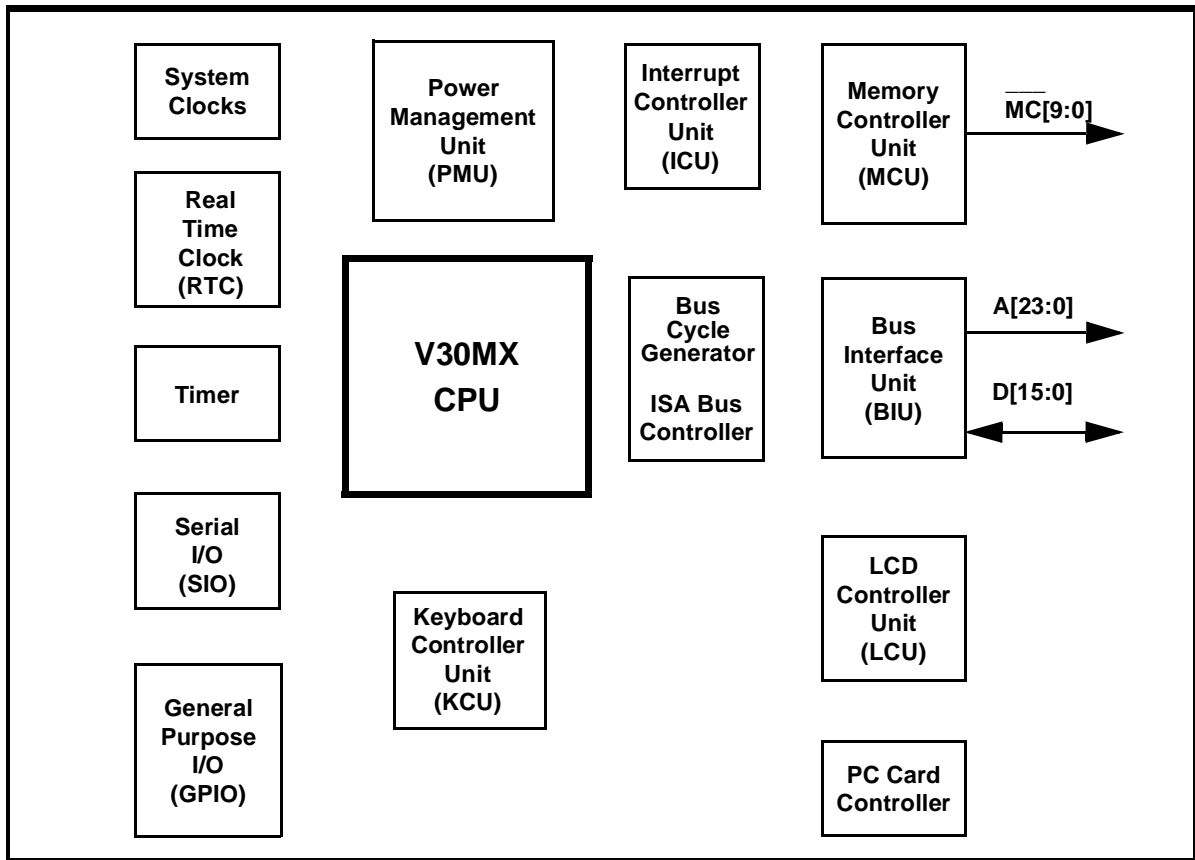 System
Clocks
Real
Time
Clock
(RTC)
Timer
Serial
I/O
(SIO)
General
Purpose
I/O
(GPIO)
Power
Management
Unit
(PMU)
V30MX
CPU
Keyboard
Controller
Unit
(KCU)
Interrupt
Controller
Unit
(ICU)
Bus
Cycle
Generator
ISA Bus
Controller
Memory
Controller
Unit
(MCU)
MC[9:0]
Bus
Interface
Unit
(BIU)
A[23:0]
D[15:0]
LCD
Controller
Unit
(LCU)
PC Card
Controller